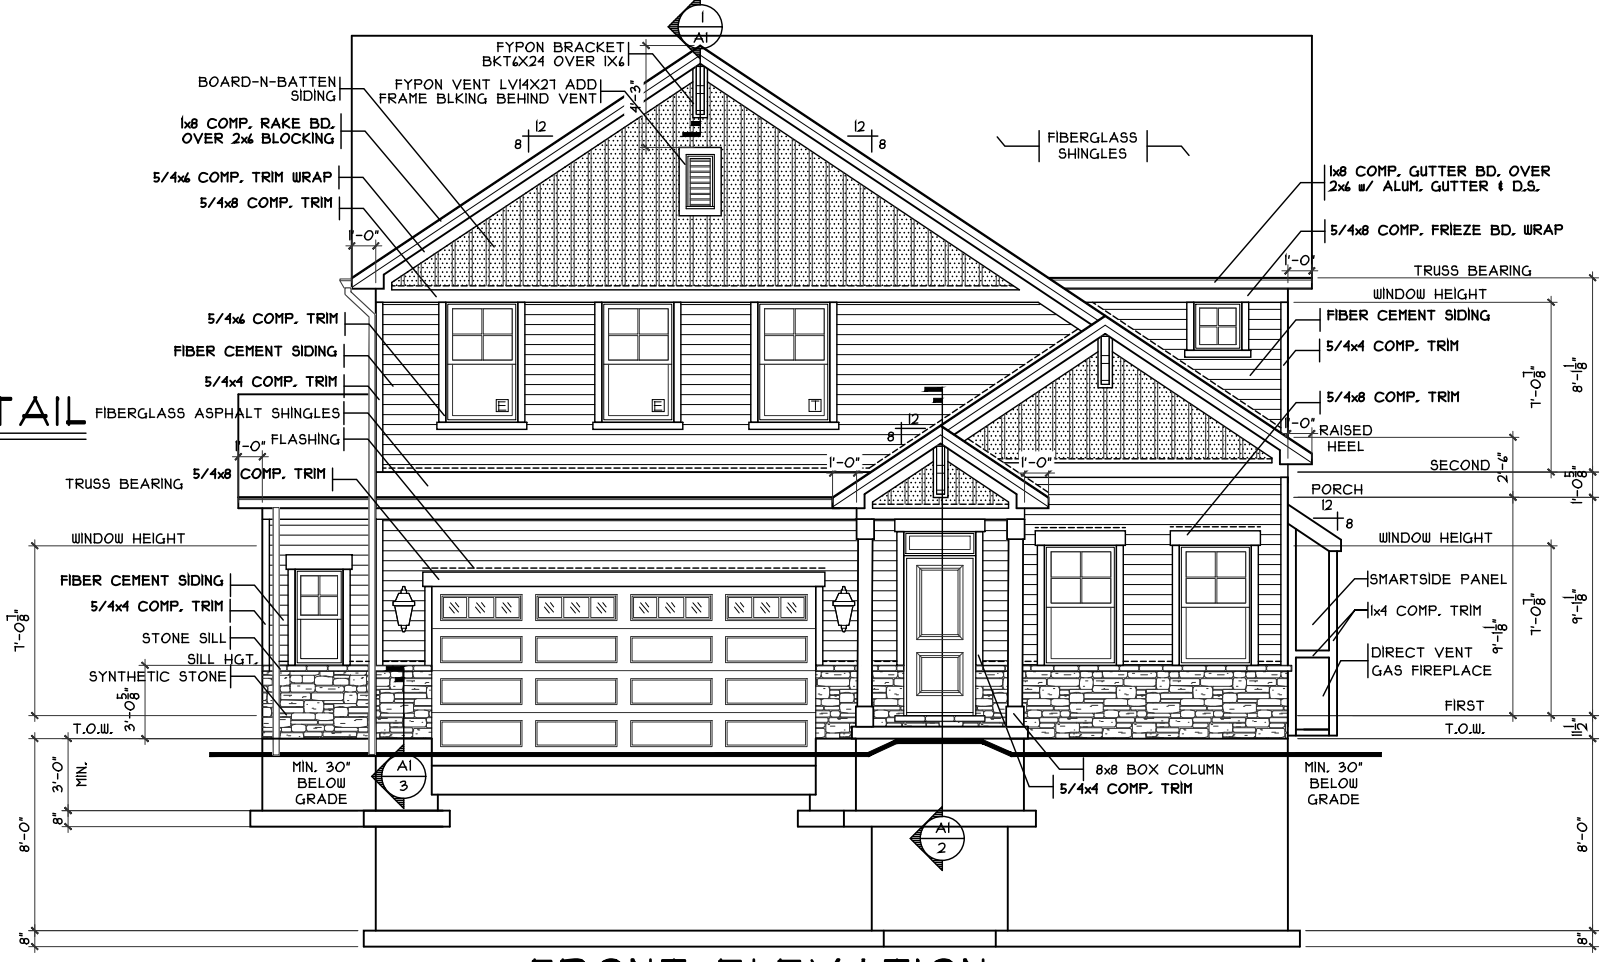 1
A1
FYPON BRACKET
BKT6X24 OVER 1X6
FYPON VENT LV14X27 ADD
FRAME BLKING BEHIND VENT
4'-3"
BOARD-N-BATTEN
SIDING
1x8 COMP. RAKE BD.
OVER 2x6 BLOCKING
5/4x6 COMP. TRIM WRAP
5/4x8 COMP. TRIM
1'-0"
12
8
12
8
FIBERGLASS
SHINGLES
1x8 COMP. GUTTER BD. OVER
2x6 w/ ALUM. GUTTER & D.S.
5/4x8 COMP. FRIEZE BD. WRAP
1'-0"
TRUSS BEARING
WINDOW HEIGHT
FIBER CEMENT SIDING
5/4x4 COMP. TRIM
7'-0 7/8"
8'-1 1/8"
5/4x8 COMP. TRIM
1'-0"
RAISED
HEEL
SECOND
2'-6"
1'-0 5/8"
PORCH
12
8
5/4x6 COMP. TRIM
FIBER CEMENT SIDING
5/4x4 COMP. TRIM
TAIL
FIBERGLASS ASPHALT SHINGLES
FLASHING
1'-0"
5/4x8 COMP. TRIM
TRUSS BEARING
E
E
T
12
8
1'-0"
1'-0"
WINDOW HEIGHT
FIBER CEMENT SIDING
5/4x4 COMP. TRIM
7'-0 7/8"
STONE SILL
SILL HGT.
SYNTHETIC STONE
3'-0 5/8"
T.O.W.
WINDOW HEIGHT
SMARTSIDE PANEL
1x4 COMP. TRIM
DIRECT VENT
GAS FIREPLACE
9'-1 1/8"
7'-0 7/8"
9'-1 1/8"
FIRST
T.O.W.
11 1/2"
3'-0"
MIN.
8"
8'-0"
8"
MIN. 30"
BELOW
GRADE
A1
3
8x8 BOX COLUMN
5/4x4 COMP. TRIM
A1
2
MIN. 30"
BELOW
GRADE
8'-0"
8"
FRONT ELEVATION